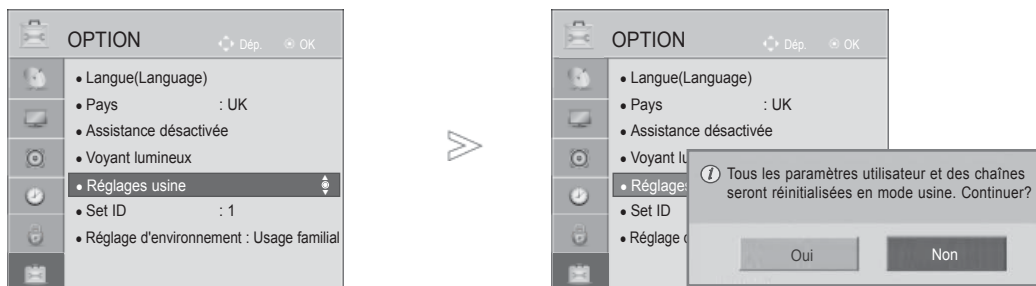 OPTION
Dép. OK
• Langue(Language)
• Pays : UK
• Assistance désactivée
• Voyant lumineux
• Réglages usine
• Set ID : 1
• Réglage d'environnement : Usage familial
OPTION
Dép. OK
• Langue(Language)
• Pays : UK
• Assistance désactivée
• Voyant lu
• Réglages
• Set ID
• Réglage d
Tous les paramètres utilisateur et des chaînes
seront réinitialisées en mode usine. Continuer?
Oui Non